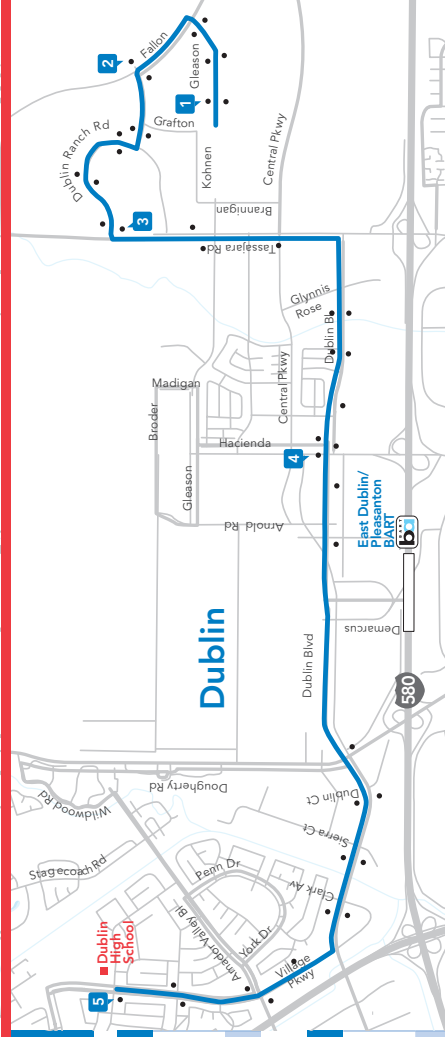 2
Fallon
Gleason
1
Grafton
Dublin Ranch Rd
Kohnen
Central Pkwy
Brannigan
3
Tassajara Rd
Glynnis
Rose
Dublin Bl
Madigan
Central Pkwy
Broder
Hacienda
4
Gleason
Arnold Rd
East Dublin/
Pleasanton
BART
BART
ba
Dublin
Demarcus
Dublin Blvd
580
Dougherty Rd
Wildwood Rd
Dublin Ct
Sierra Ct
Stagecoach Rd
Penn Dr
Clark Av
Amador Valley Bl
York Dr
Dublin
High
School
Village
Pkwy
5